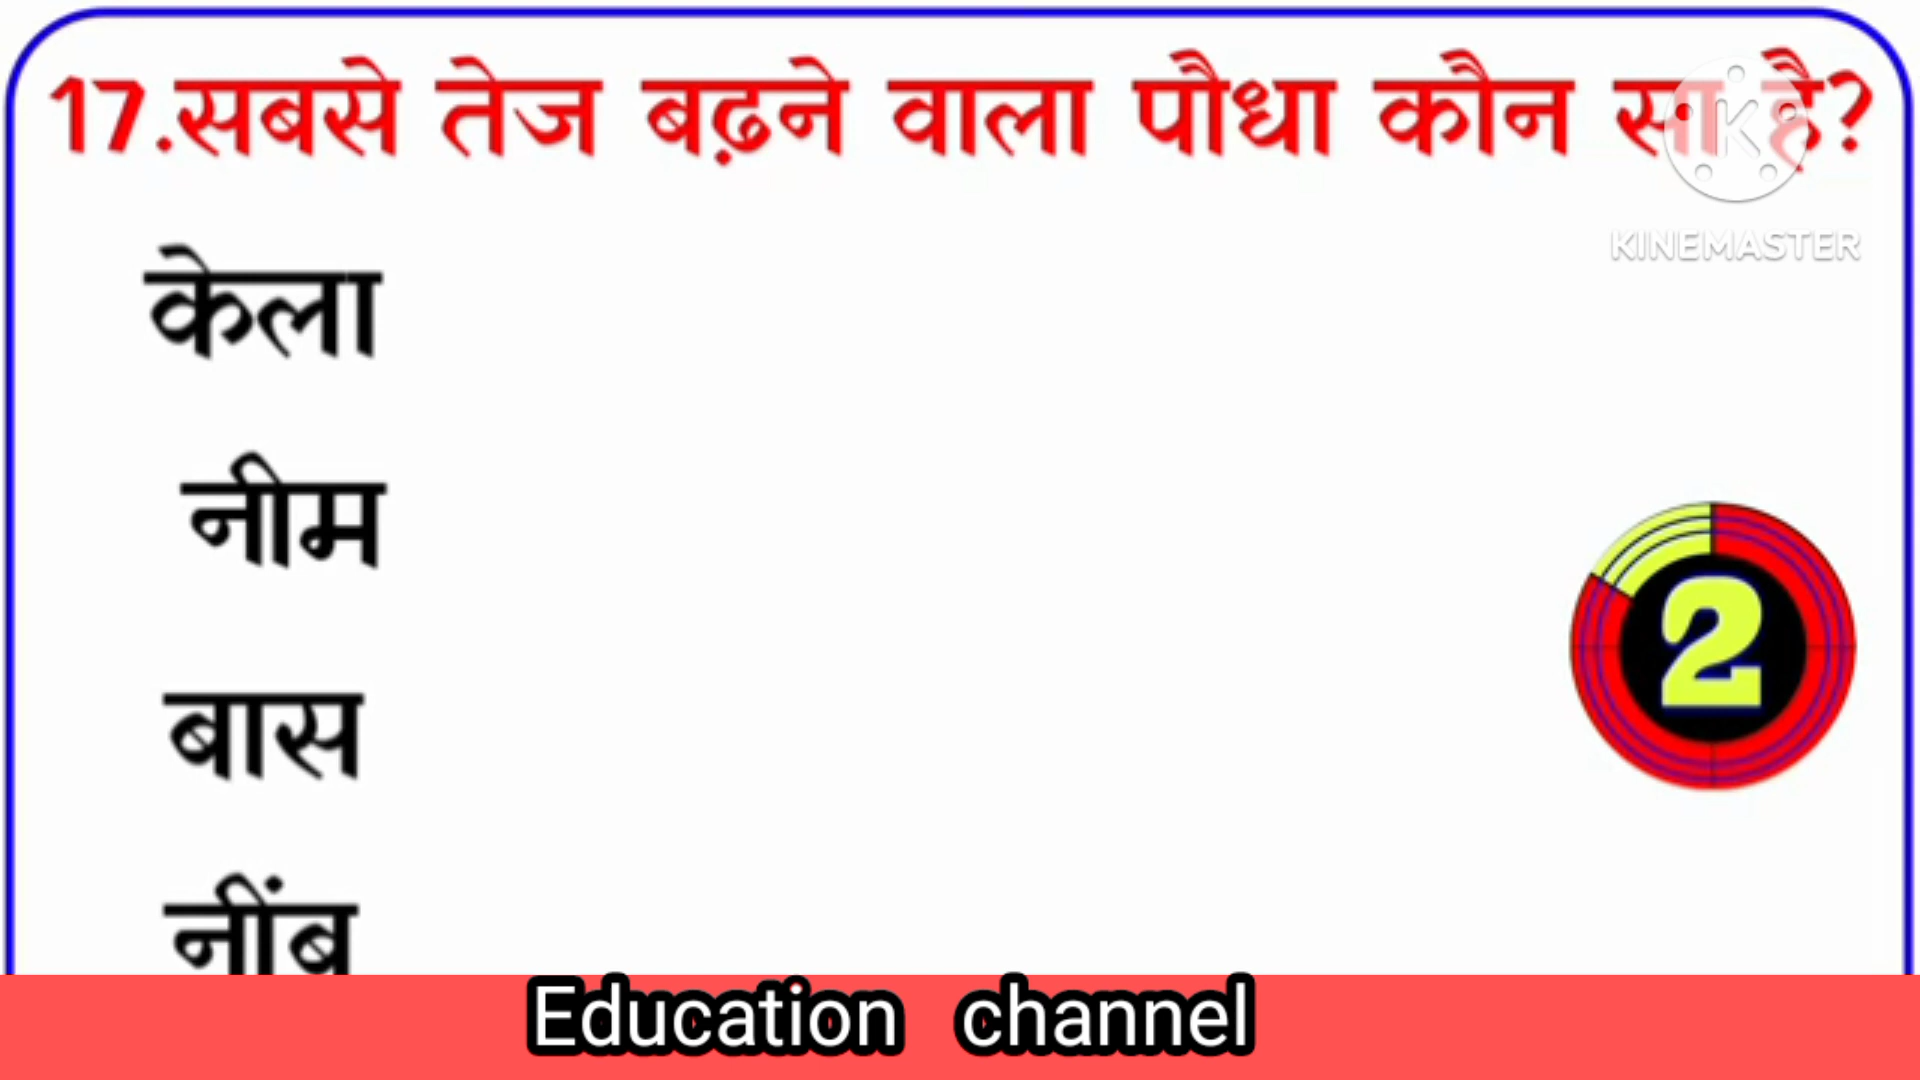 17.सबसे तेज बढ़ने वाला पौधा कौन सा है?
KINEMASTER
केला
नीम
2
बास
Education channel